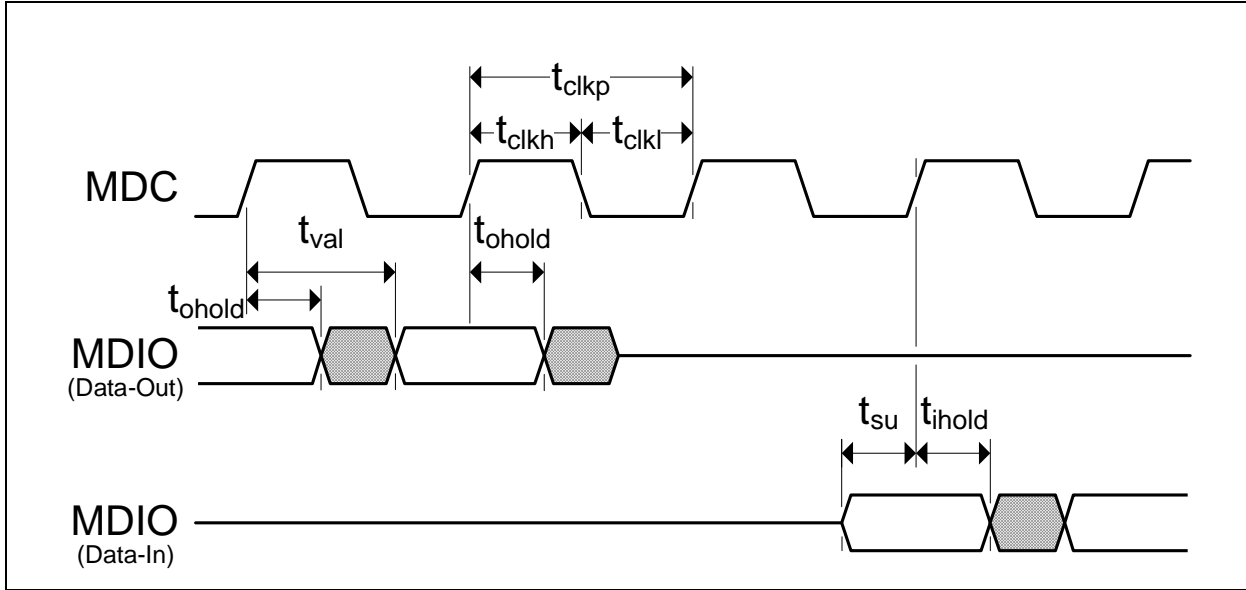 tclkp
tclkh tclkl
MDC
tval tohold
tohold
MDIO
(Data-Out)
tsu tihold
MDIO
(Data-In)